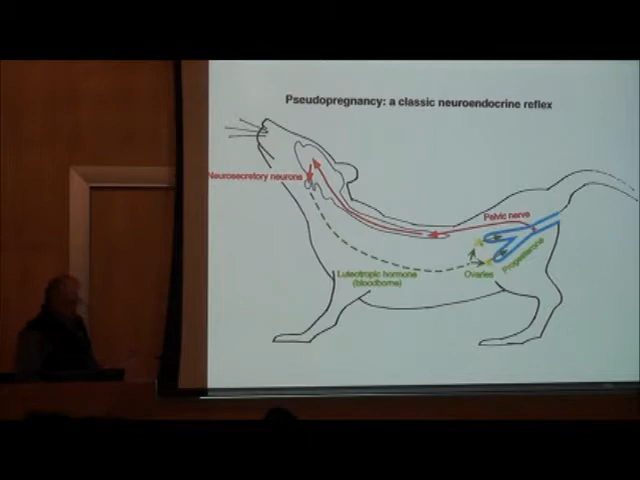 Pseudopregnancy: a classic neuroendocrine reflex
Neurosecretory neurons
Pelvic nerve
Progesterone
Luteotropic hormone
(bloodborne)
Ovaries